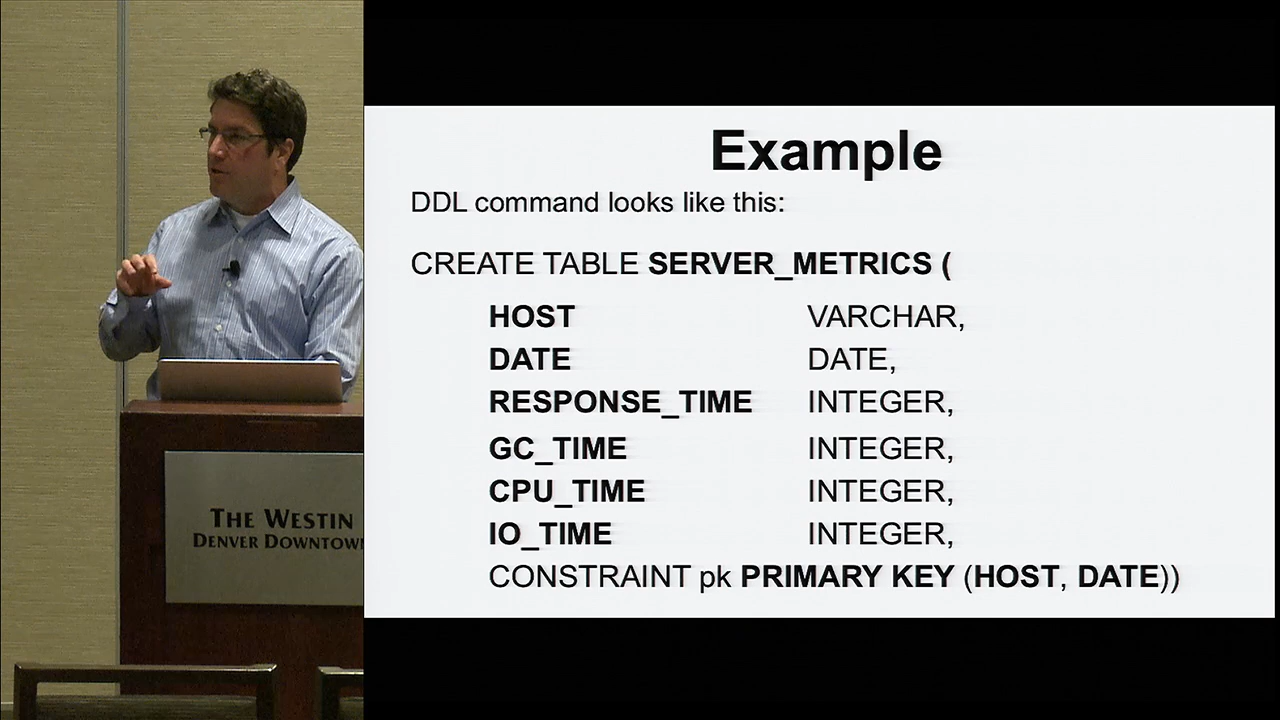 THE WESTIN
DENVER DOWNTOWN
Example
DDL command looks like this:
CREATE TABLE SERVER_METRICS (
HOST VARCHAR,
DATE DATE,
RESPONSE_TIME INTEGER,
GC_TIME INTEGER,
CPU_TIME INTEGER,
IO_TIME INTEGER,
CONSTRAINT pk PRIMARY KEY (HOST, DATE))